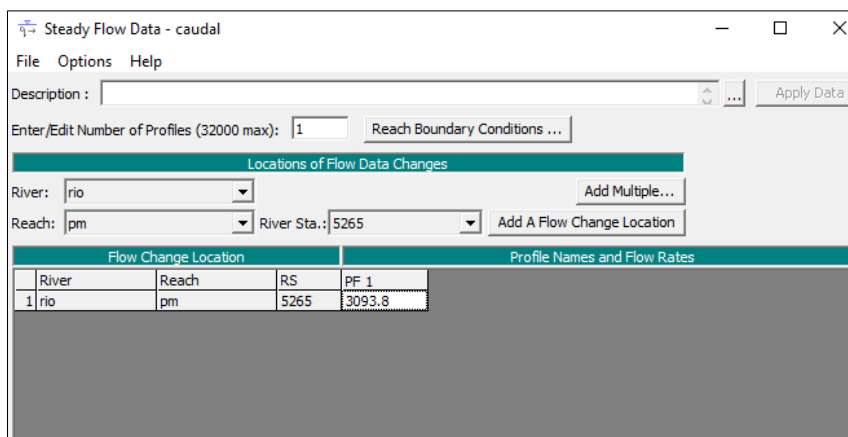 Steady Flow Data - caudal
File Options Help
Description : ... Apply Data
Enter/Edit Number of Profiles (32000 max): 1 Reach Boundary Conditions ...
Locations of Flow Data Changes
River: rio Add Multiple...
Reach: pm River Sta.: 5265 Add A Flow Change Location
Flow Change Location Profile Names and Flow Rates
River Reach RS PF 1
1 rio pm 5265 3093.8